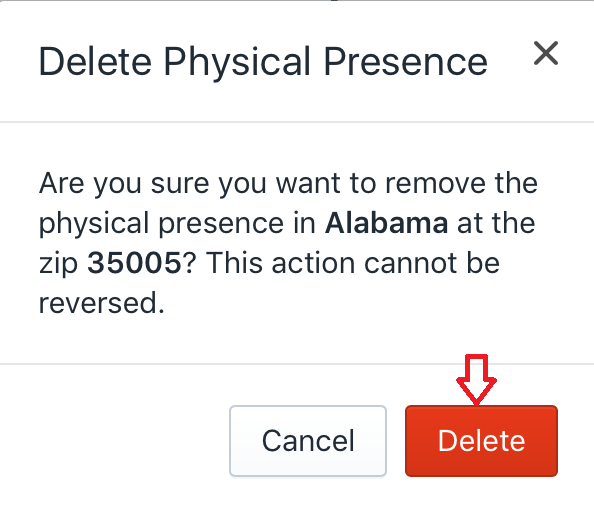 Delete Physical Presence
Are you sure you want to remove the
physical presence in Alabama at the
zip 35005? This action cannot be
reversed.
Cancel
Delete